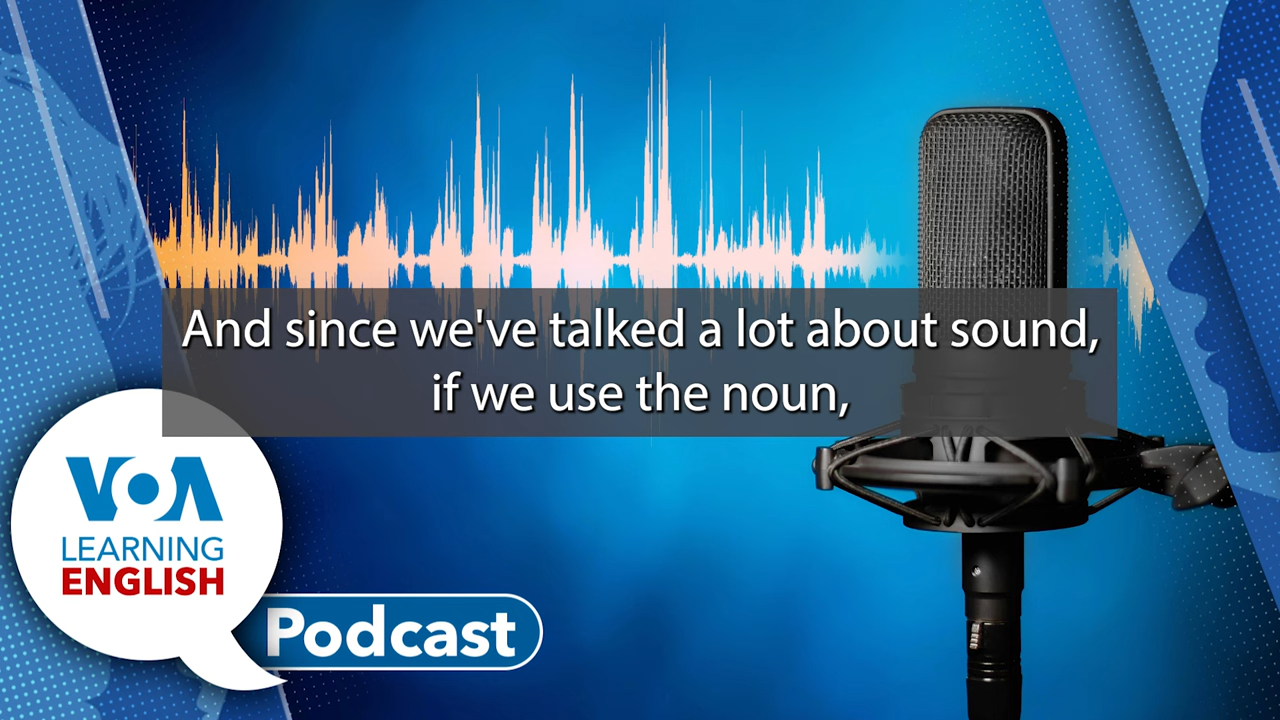 And since we've talked a lot about sound,
if we use the noun,
VOA
LEARNING
ENGLISH
Podcast